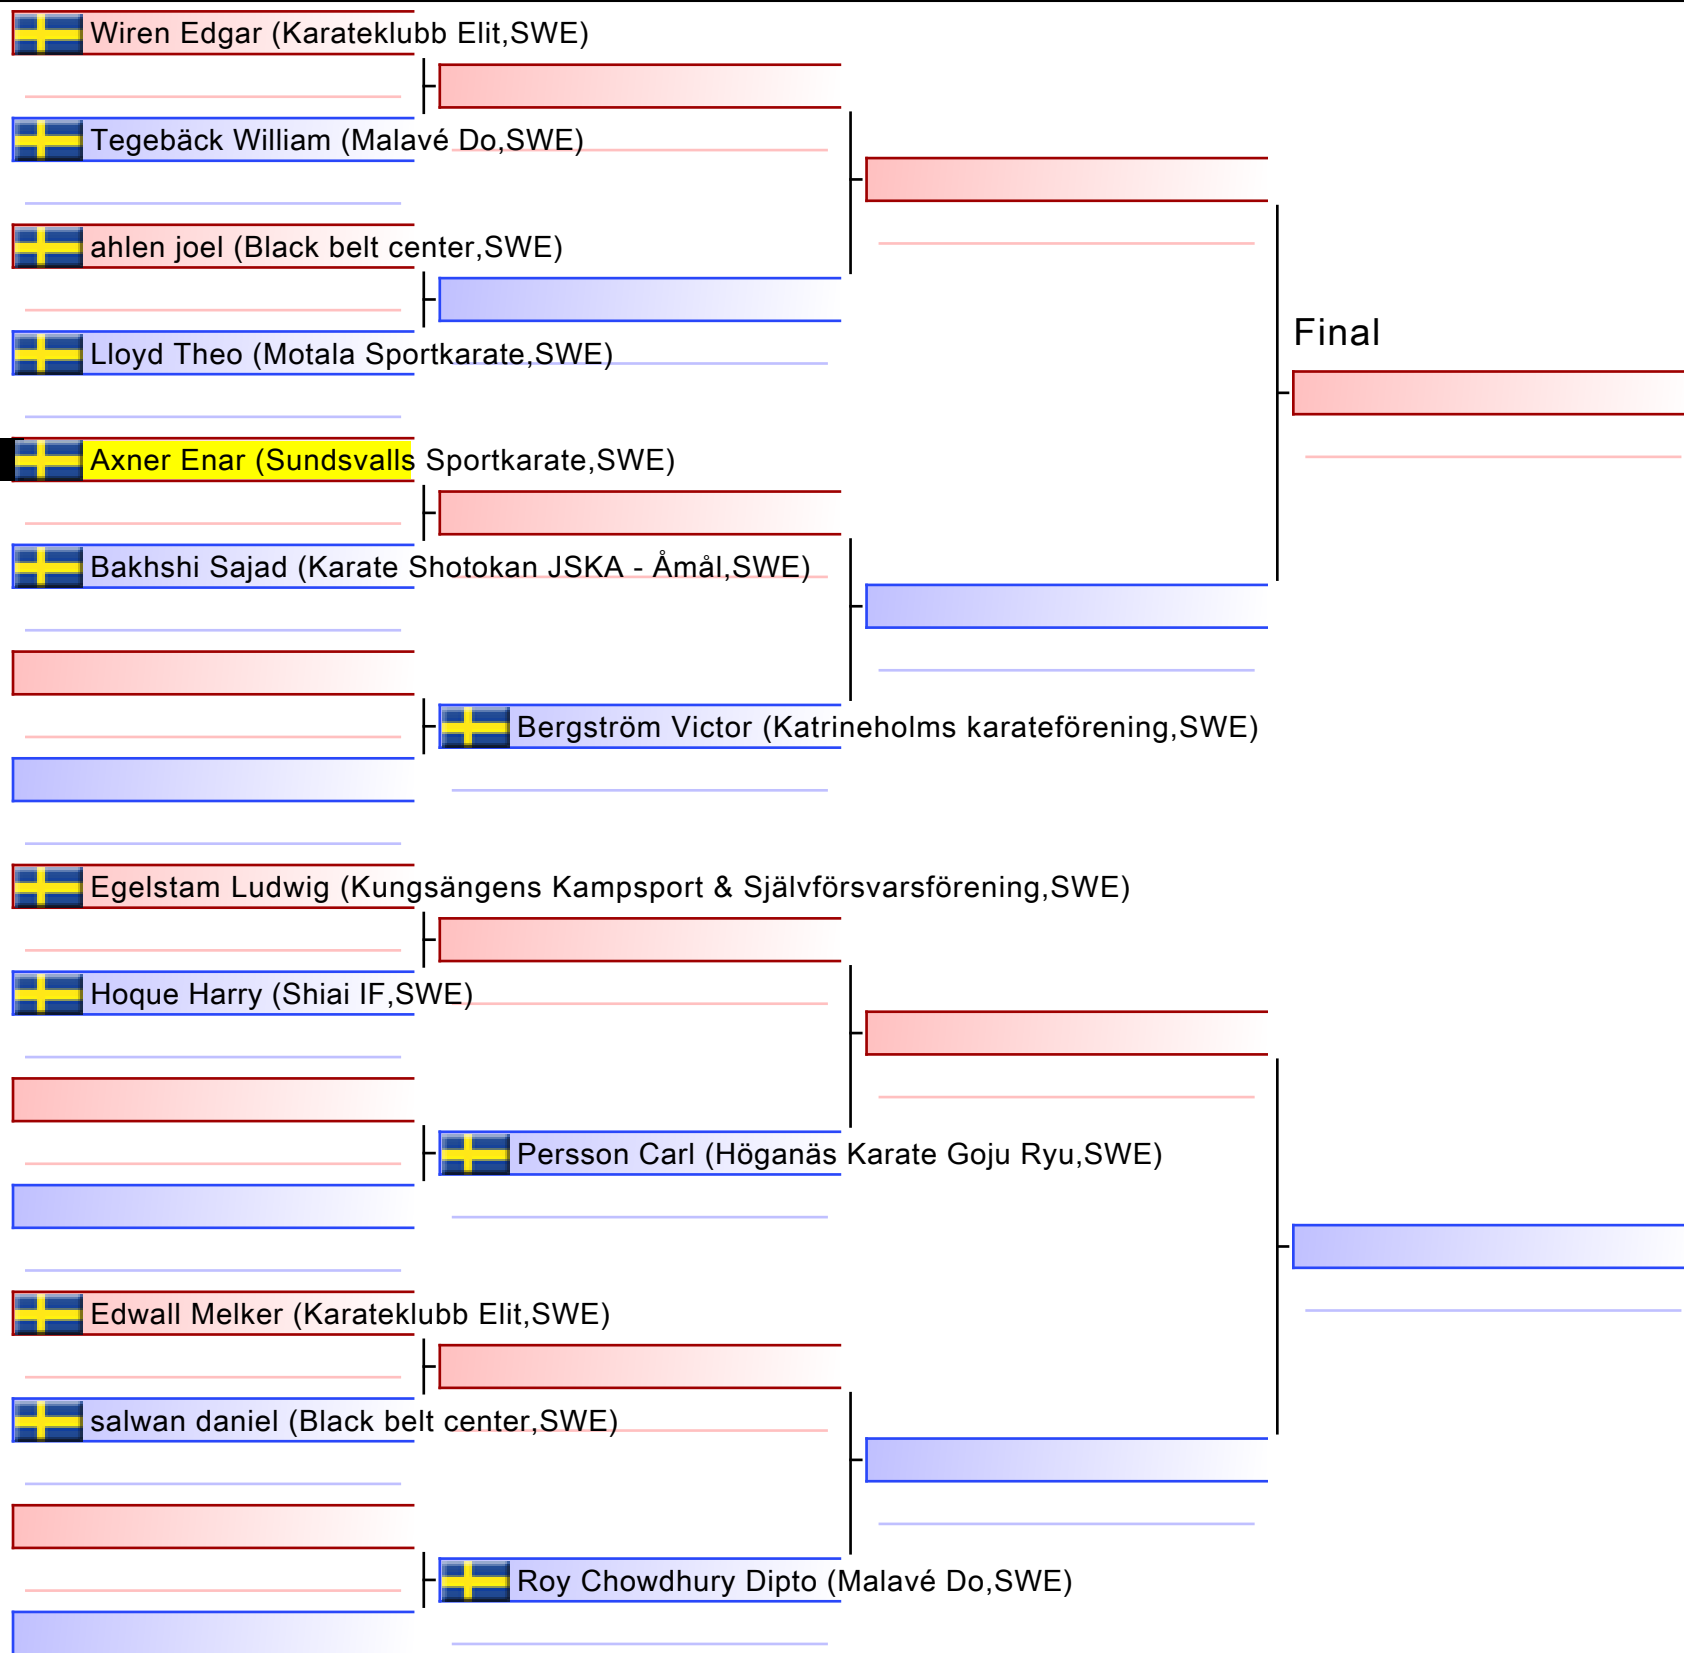 Wiren Edgar (Karateklubb Elit,SWE)
Tegebäck William (Malavé Do,SWE)
ahlen joel (Black belt center,SWE)
Final
Lloyd Theo (Motala Sportkarate,SWE)
Axner Enar (Sundsvalls Sportkarate,SWE)
Bakhshi Sajad (Karate Shotokan JSKA - Åmål,SWE)
Bergström Victor (Katrineholms karateförening,SWE)
Egelstam Ludwig (Kungsängens Kampsport & Självförsvarsförening,SWE)
Hoque Harry (Shiai IF,SWE)
Persson Carl (Höganäs Karate Goju Ryu,SWE)
Edwall Melker (Karateklubb Elit,SWE)
salwan daniel (Black belt center,SWE)
Roy Chowdhury Dipto (Malavé Do,SWE)